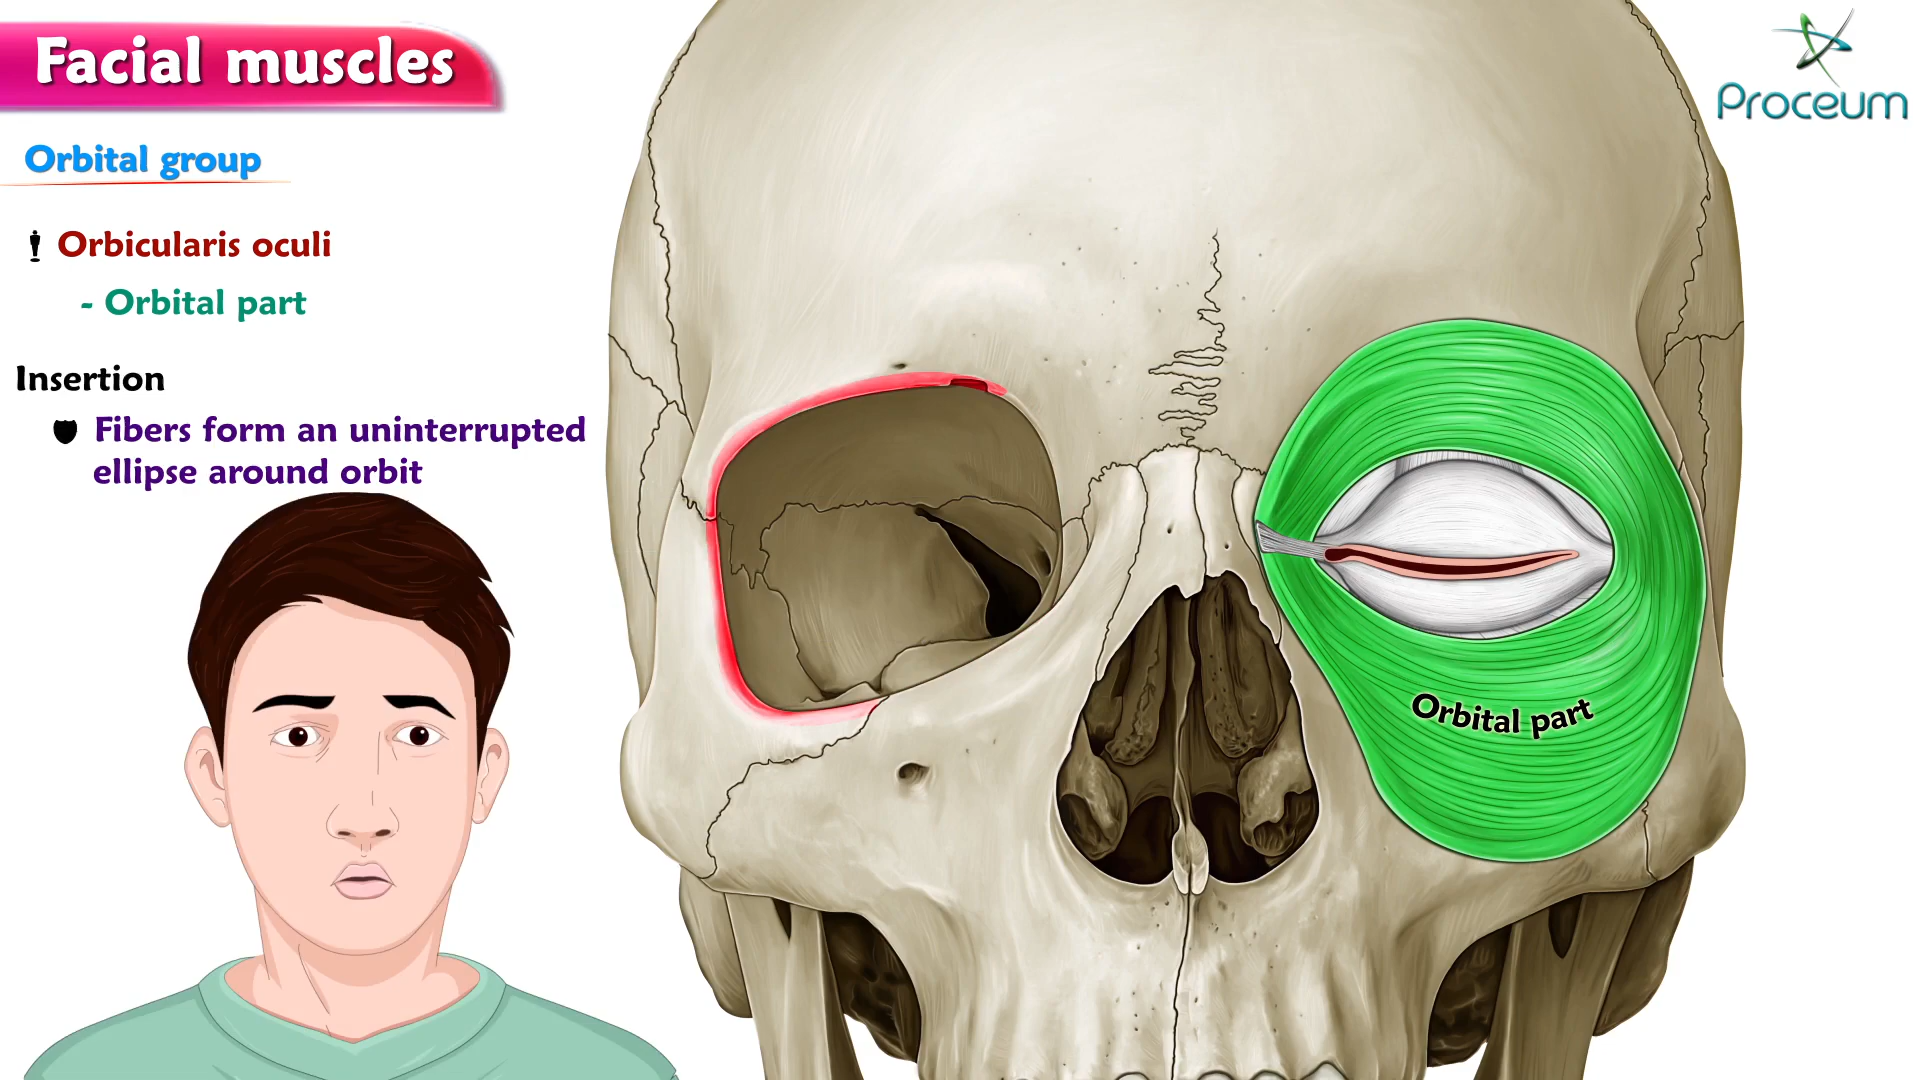 Facial muscles
Proceum
Orbital group
Orbicularis oculi
- Orbital part
Insertion
Fibers form an uninterrupted
ellipse around orbit
Orbital part